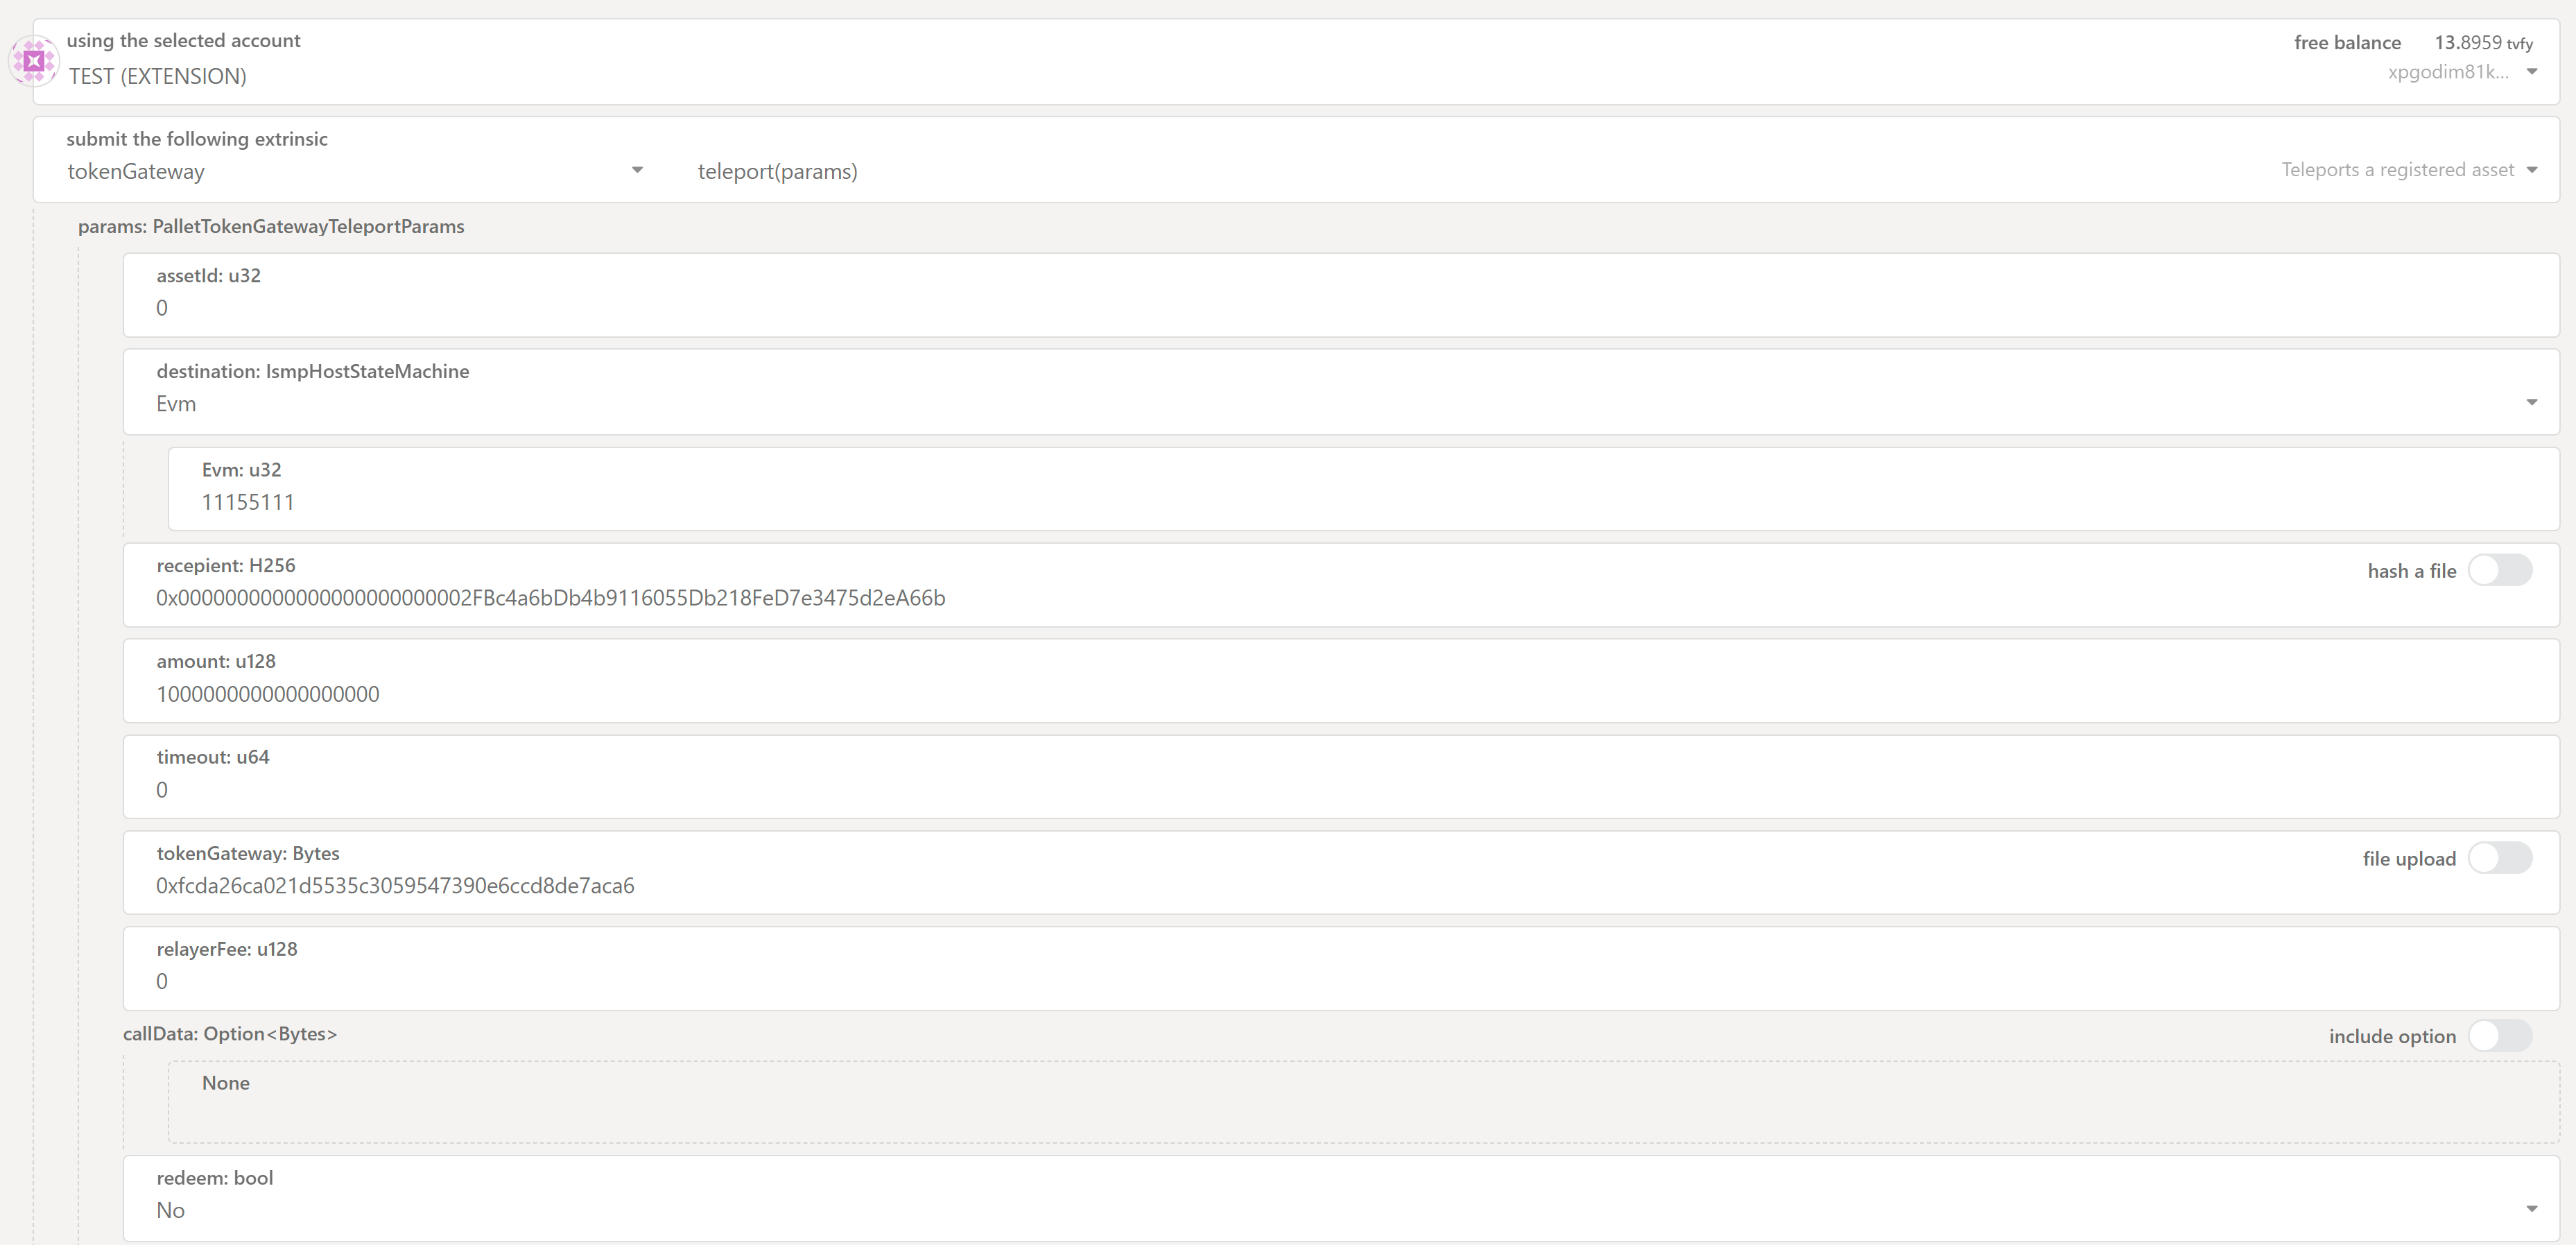 using the selected account
TEST (EXTENSION)
free balance 13.8959 tvfy
xpgodim81k...
submit the following extrinsic
tokenGateway
teleport(params)
Teleports a registered asset
params: PalletTokenGatewayTeleportParams
assetId: u32
0
destination: IsmpHostStateMachine
Evm
Evm: u32
11155111
recepient: H256
hash a file
0x0000000000000000000000002FBc4a6bDb4b9116055Db218FeD7e3475d2eA66b
amount: u128
1000000000000000000
timeout: u64
0
tokenGateway: Bytes
file upload
0xfcda26ca021d5535c3059547390e6ccd8de7aca6
relayerFee: u128
0
callData: Option<Bytes>
include option
None
redeem: bool
No